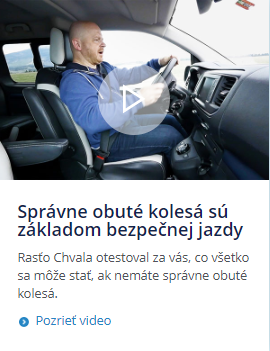 Správne obuté kolesá sú
základom bezpečnej jazdy
Rasťo Chvala otestoval za vás, co všetko
sa môže stať, ak nemáte správne obuté
kolesá.
Pozrieť video